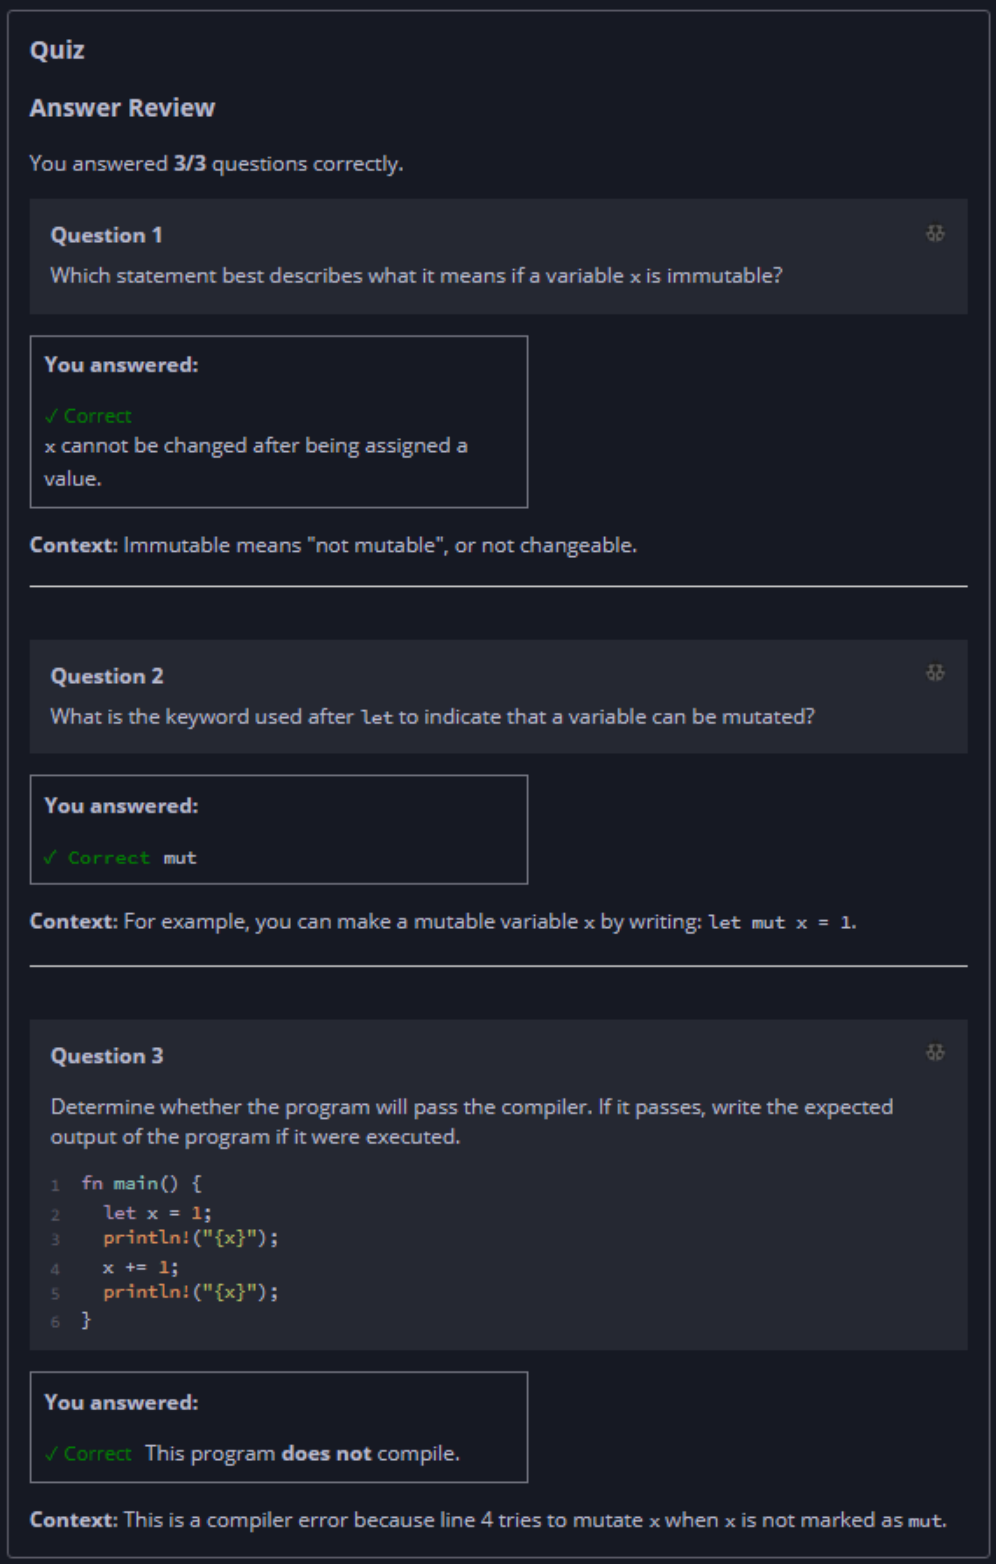 Quiz
Answer Review
You answered 3/3 questions correctly.
Question 1
Which statement best describes what it means if a variable x is immutable?
You answered:
✓ Correct
x cannot be changed after being assigned a
value.
Context: Immutable means "not mutable", or not changeable.
Question 2
What is the keyword used after let to indicate that a variable can be mutated?
You answered:
✓ Correct mut
Context: For example, you can make a mutable variable x by writing: let mut x = 1.
Question 3
Determine whether the program will pass the compiler. If it passes, write the expected
output of the program if it were executed.
1 fn main() {
2   let x = 1;
3   println!("{x}");
4   x += 1;
5   println!("{x}");
6 }
You answered:
✓ Correct This program does not compile.
Context: This is a compiler error because line 4 tries to mutate x when x is not marked as mut.